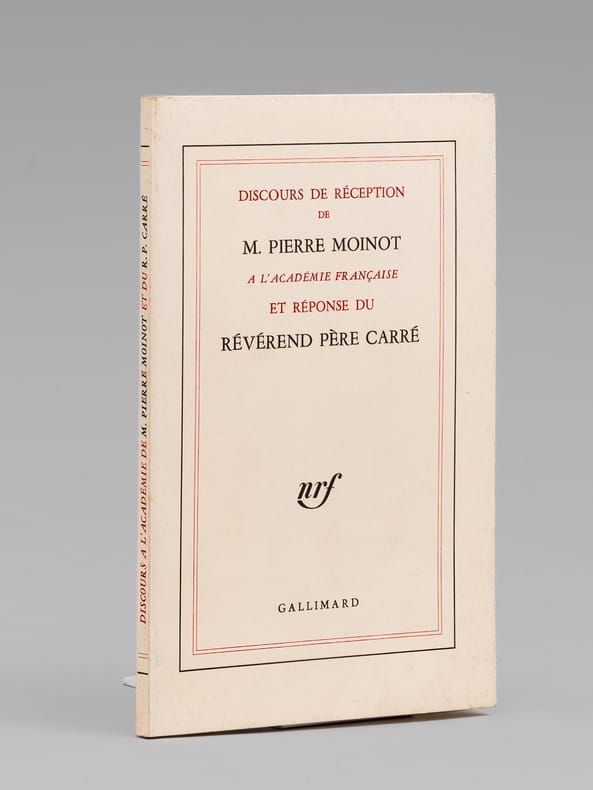 DISCOURS DE RÉCEPTION
DE
M. PIERRE MOINOT
A L'ACADÉMIE FRANÇAISE
ET RÉPONSE DU
RÉVÉREND PÈRE CARRÉ
nrf
GALLIMARD
DISCOURS A L'ACADÉMIE DE M. PIERRE MOINOT ET DU R. P. CARRÉ